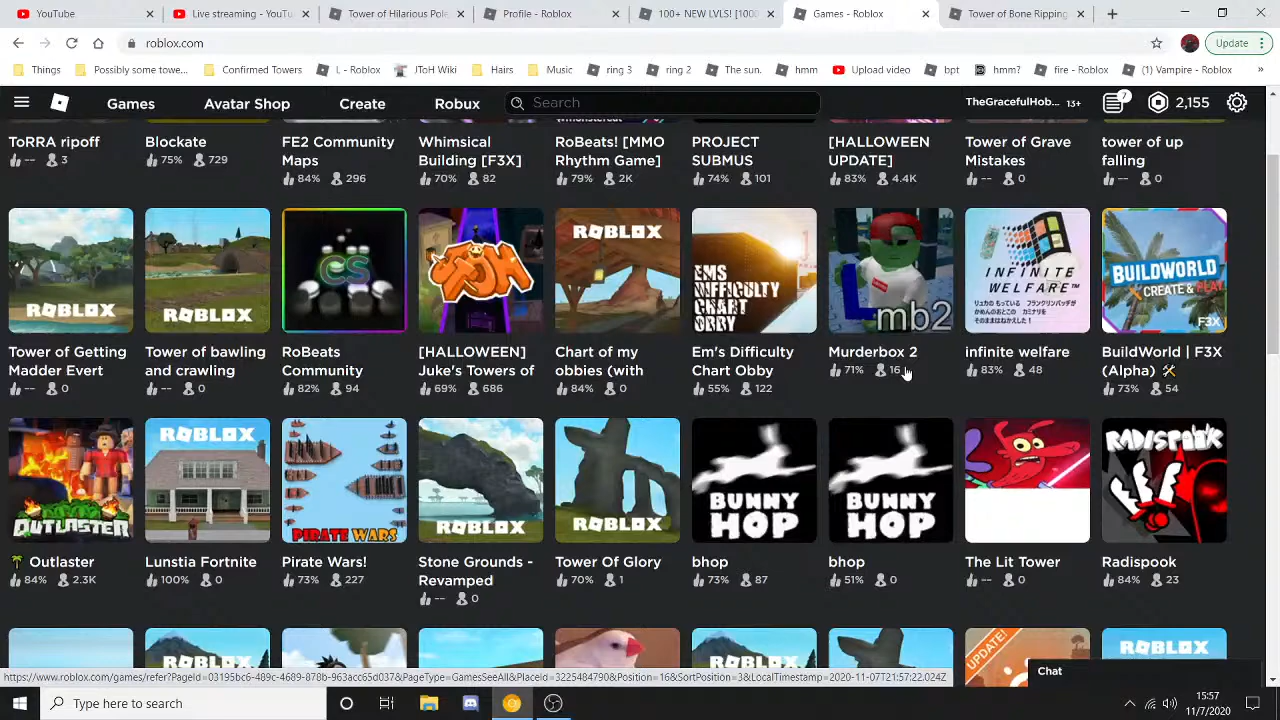 YouTube
Live streaming - YouTu
Tower of Hilarious Pole
Profile - Roblox
100+ NEW LVLS! [1000
Games - Roblox
Tower of Bone Ripping
roblox.com
Update
Things
Possibly some towe...
Confirmed Towers
l. - Roblox
JToH Wiki
Hairs
Music
ring 3
ring 2
The sun.
hmm
Upload video
bpt
hmm?
fire - Roblox
(1) Vampire - Roblox
Games
Avatar Shop
Create
Robux
Search
TheGracefulHob...
13+
7
2,155
ToRRA ripoff
-- 3
Blockate
75% 729
FE2 Community
Maps
84% 296
Whimsical
Building [F3X]
70% 82
RoBeats! [MMO
Rhythm Game]
79% 2K
PROJECT
SUBMUS
74% 101
[HALLOWEEN
UPDATE]
83% 4.4K
Tower of Grave
Mistakes
-- 0
tower of up
falling
-- 0
ROBLOX
ROBLOX
CS
JTOH
ROBLOX
EMS
DIFFICULTY
CHART
OBBY
mb2
INFINITE
WELFARE™
BUILDWORLD
CREATE & PLAY
F3X
Tower of Getting
Madder Evert
-- 0
Tower of bawling
and crawling
-- 0
RoBeats
Community
82% 94
[HALLOWEEN]
Juke's Towers of
69% 686
Chart of my
obbies (with
84% 0
Em's Difficulty
Chart Obby
55% 122
Murderbox 2
71% 16
infinite welfare
83% 48
BuildWorld | F3X
(Alpha) 🛠
73% 54
OUTLASTER
ROBLOX
PIRATE WARS
ROBLOX
ROBLOX
BUNNY
HOP
BUNNY
HOP
RADISPOOK
🌴 Outlaster
84% 2.3K
Lunstia Fortnite
100% 0
Pirate Wars!
73% 227
Stone Grounds -
Revamped
-- 0
Tower Of Glory
70% 1
bhop
73% 87
bhop
51% 0
The Lit Tower
-- 0
Radispook
84% 23
ROBLOX
ROBLOX
UPDATE!
ROBLOX
Chat
Type here to search
15:57
11/7/2020